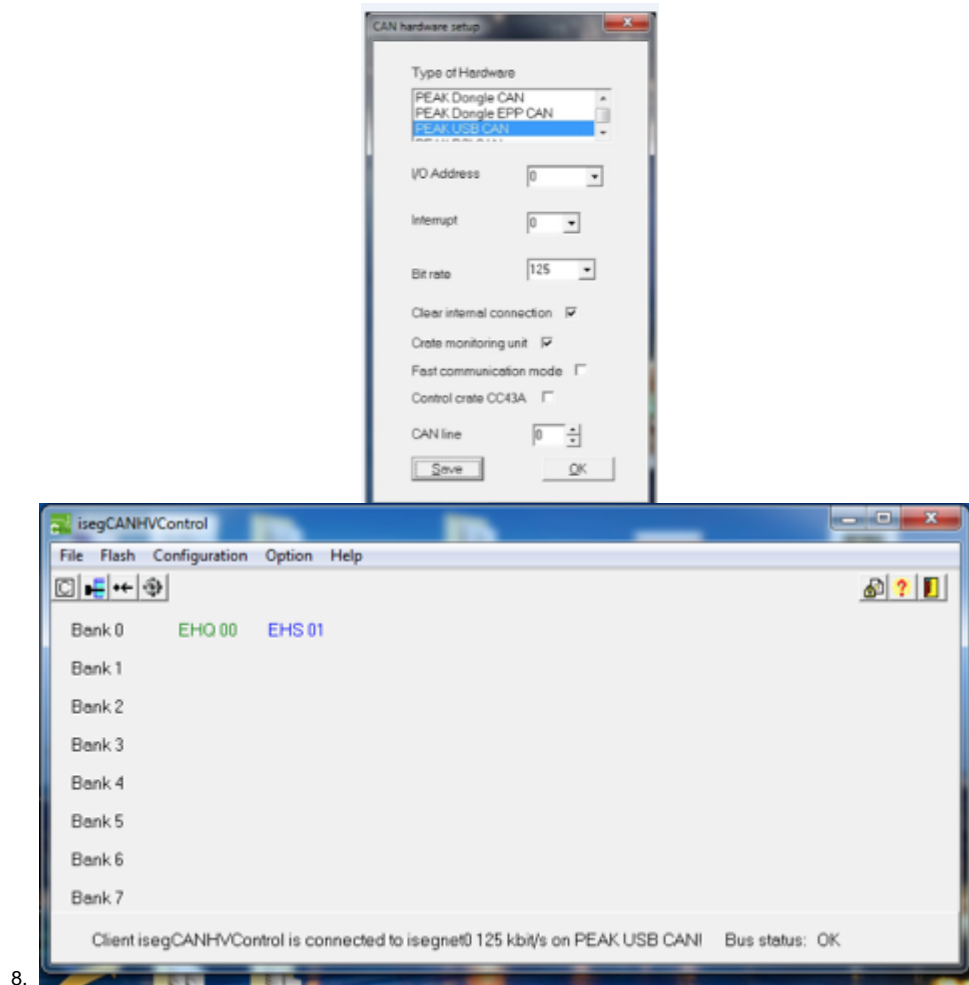 CAN hardware setup
Type of Hardware
PEAK Dongle CAN
PEAK Dongle EPP CAN
PEAK USB CAN
I/O Address 0
Interrupt 0
Bit rate 125
Clear internal connection
Crate monitoring unit
Fast communication mode
Control crate CC43A
CAN line 0
Save OK
isegCANHVControl
File Flash Configuration Option Help
Bank 0 EHQ 00 EHS 01
Bank 1
Bank 2
Bank 3
Bank 4
Bank 5
Bank 6
Bank 7
Client isegCANHVControl is connected to isegnet0 125 kbit/s on PEAK USB CAN! Bus status: OK
8.